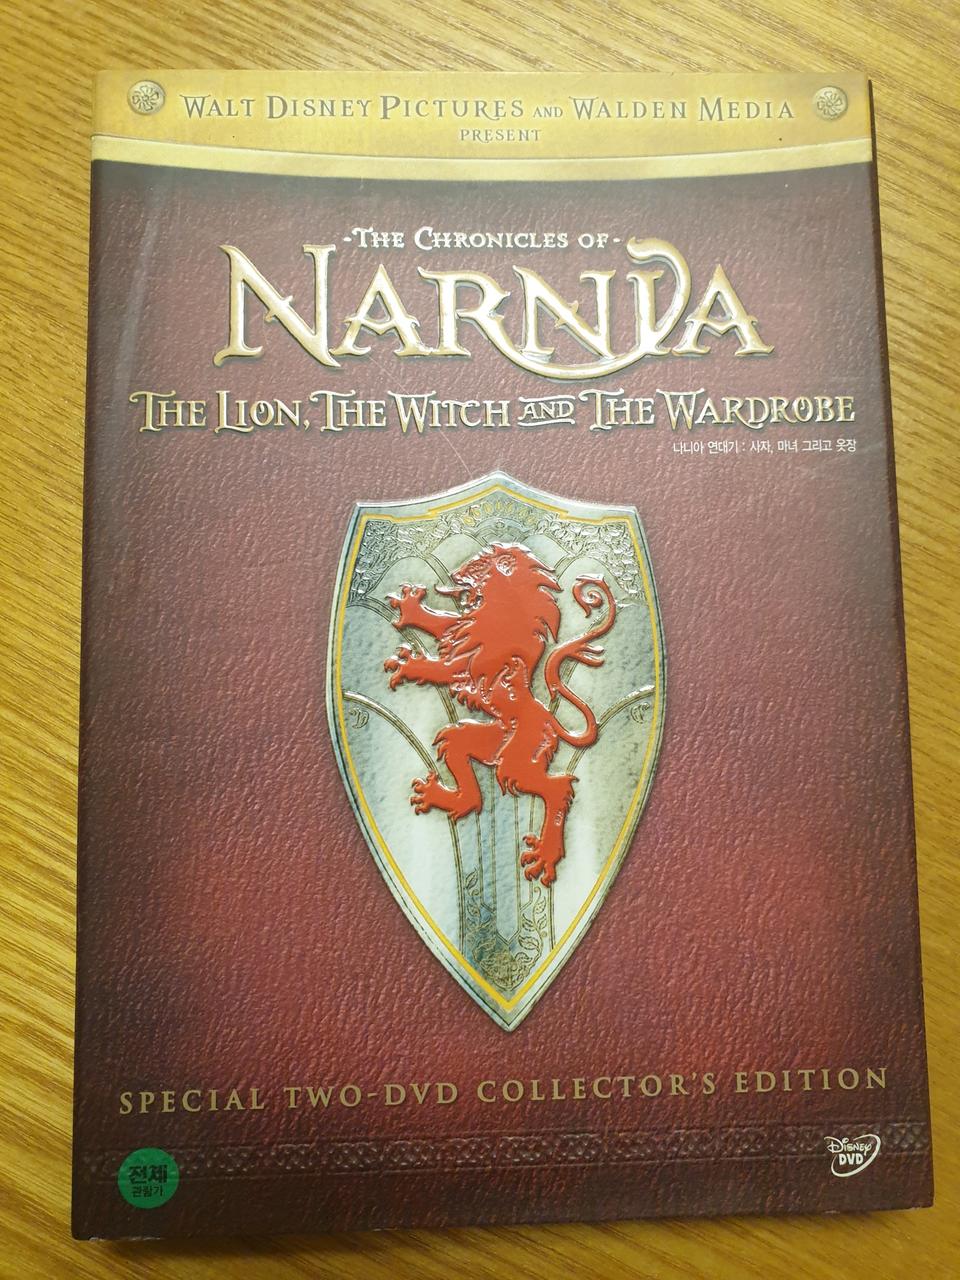 WALT DISNEY PICTURES AND WALDEN MEDIA
PRESENT
-THE CHRONICLES OF-
NARNIA
THE LION, THE WITCH AND THE WARDROBE
나니아 연대기 : 사자, 마녀 그리고 옷장
SPECIAL TWO-DVD COLLECTOR'S EDITION
DISNEY
DVD
전체
관람가